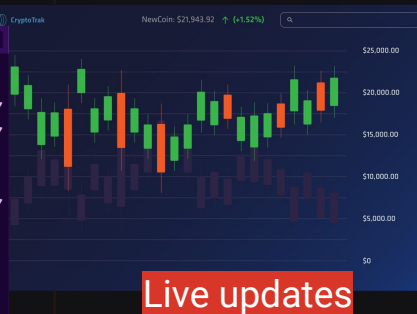 CryptoTrak
NewCoin: $21,943.92 ↑ (+1.52%)
$25,000.00
$20,000.00
$15,000.00
$10,000.00
$5,000.00
$0
Live updates